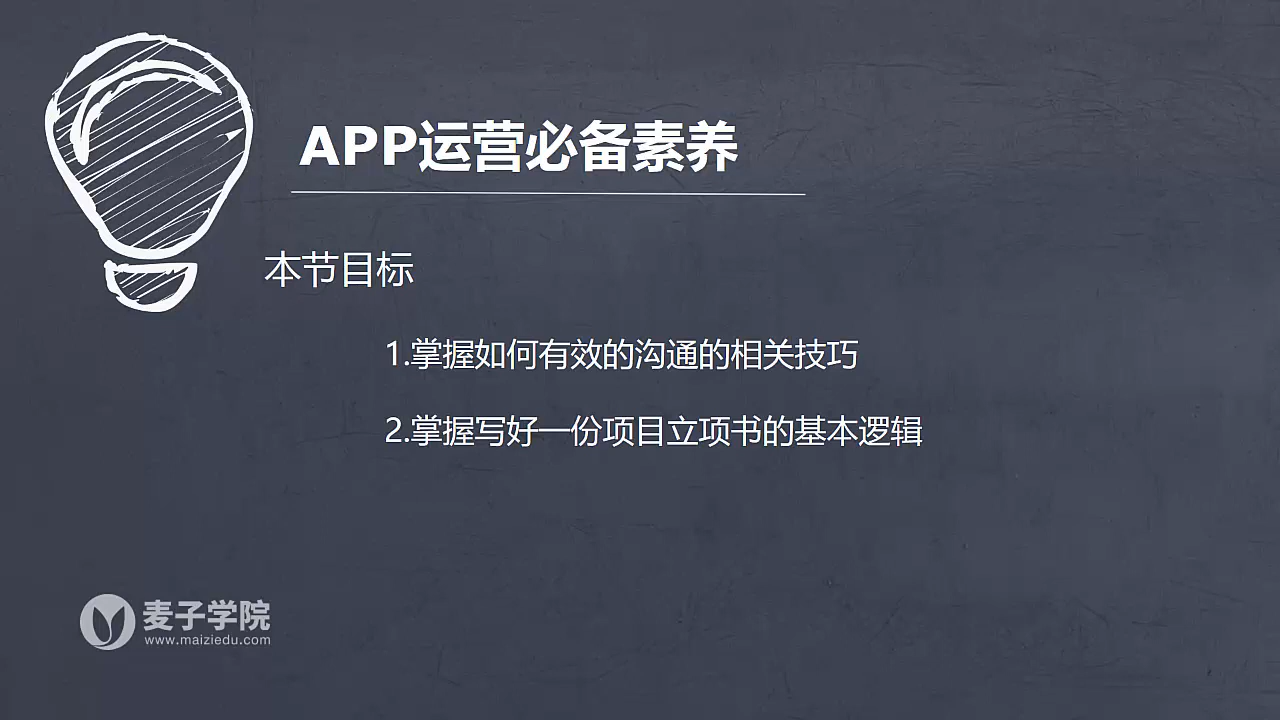 APP运营必备素养
本节目标
1.掌握如何有效的沟通的相关技巧
2.掌握写好一份项目立项书的基本逻辑
麦子学院
www.maiziedu.com